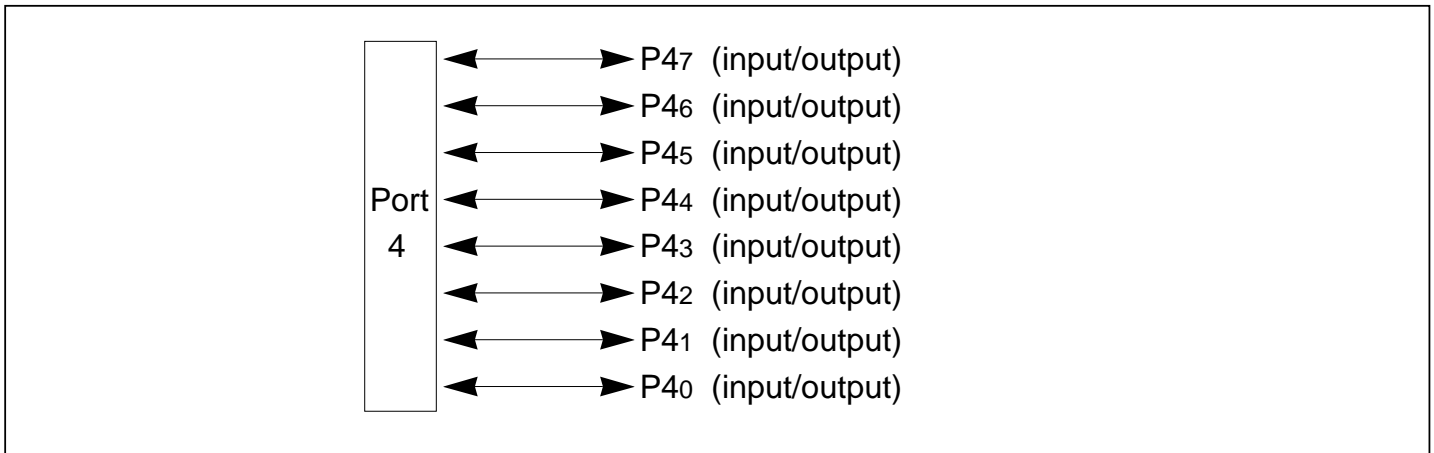 P47 (input/output)
P46 (input/output)
P45 (input/output)
Port
P44 (input/output)
4
P43 (input/output)
P42 (input/output)
P41 (input/output)
P40 (input/output)